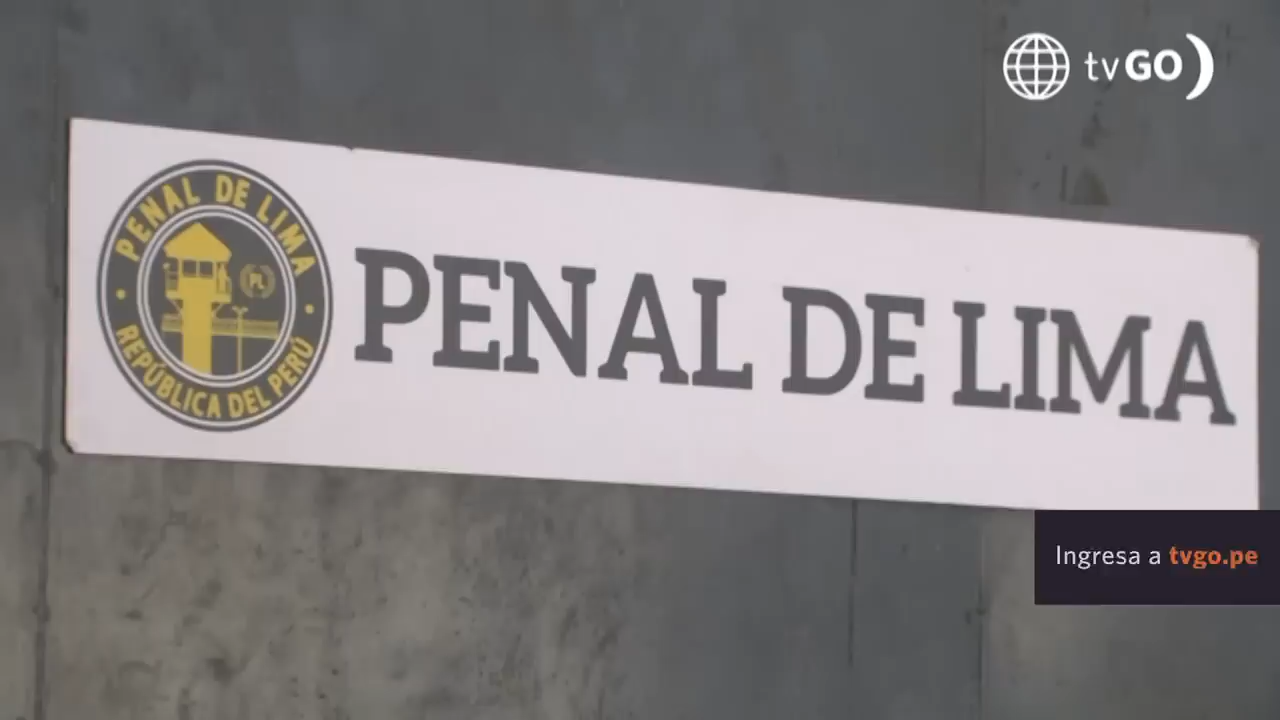 tvGO
PENAL DE LIMA
PL
REPÚBLICA DEL PERÚ
PENAL DE LIMA
Ingresa a tvgo.pe